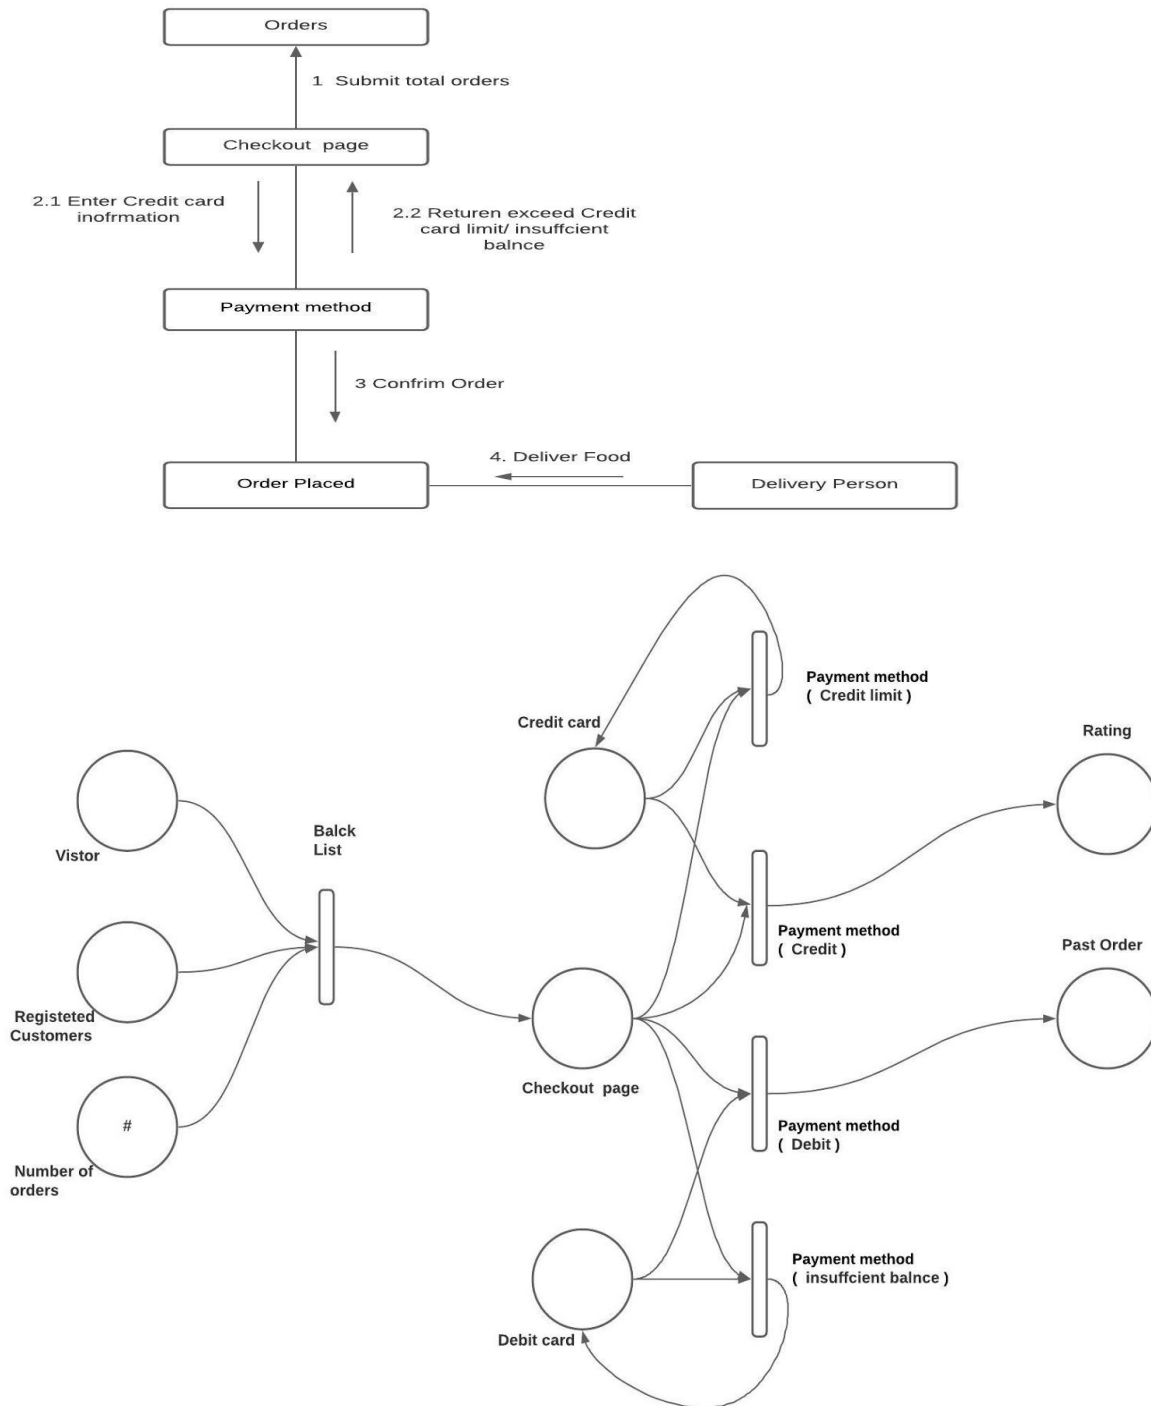 Orders
1 Submit total orders
Checkout page
2.1 Enter Credit card
inofrmation
2.2 Returen exceed Credit
card limit/ insuffcient
balnce
Payment method
3 Confrim Order
4. Deliver Food
Order Placed
Delivery Person
Payment method
( Credit limit )
Credit card
Rating
Balck
List
Vistor
Payment method
( Credit )
Past Order
Registeted
Customers
Checkout page
#
Payment method
( Debit )
Number of
orders
Payment method
( insuffcient balnce )
Debit card